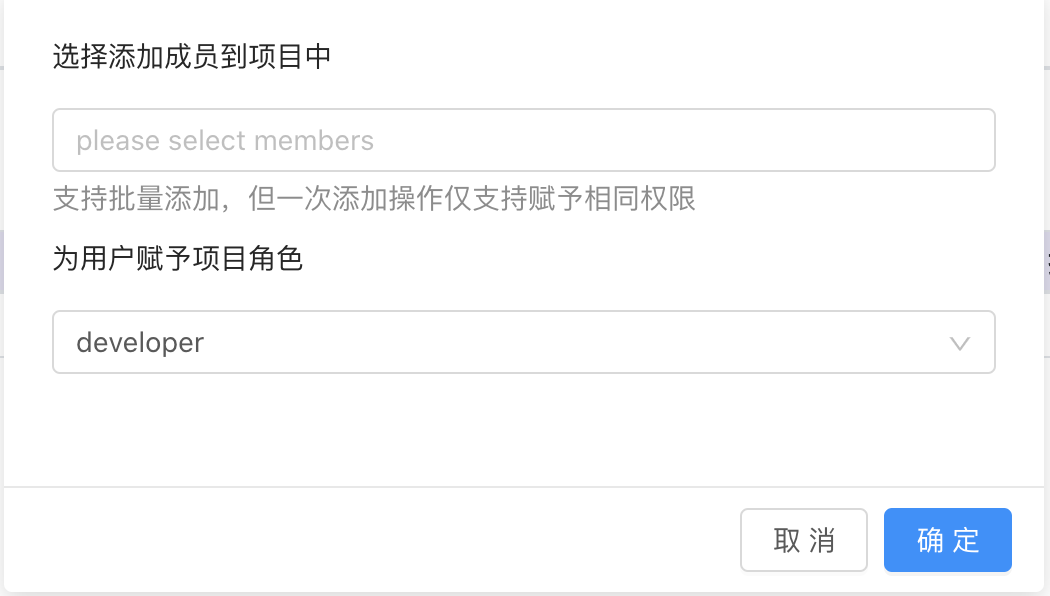 选择添加成员到项目中
please select members
支持批量添加，但一次添加操作仅支持赋予相同权限
为用户赋予项目角色
developer
取 消
确 定